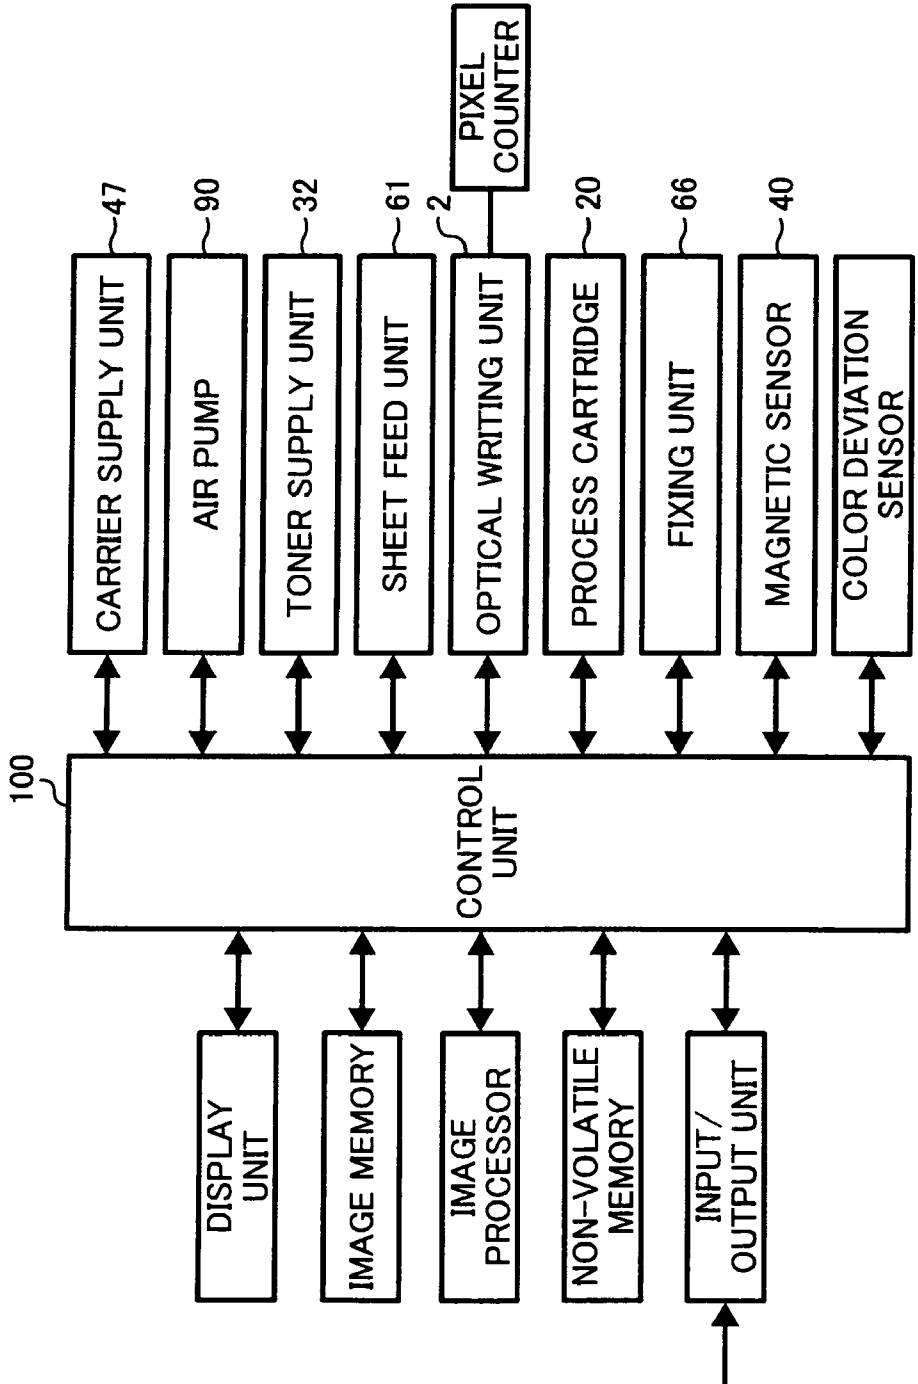 100
DISPLAY
UNIT
IMAGE MEMORY
IMAGE
PROCESSOR
NON-VOLATILE
MEMORY
INPUT/
OUTPUT UNIT
CONTROL
UNIT
CARRIER SUPPLY UNIT
47
AIR PUMP
90
TONER SUPPLY UNIT
32
SHEET FEED UNIT
61
OPTICAL WRITING UNIT
2
PIXEL
COUNTER
PROCESS CARTRIDGE
20
FIXING UNIT
66
MAGNETIC SENSOR
40
COLOR DEVIATION
SENSOR